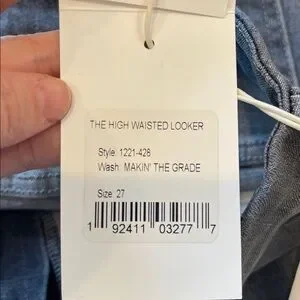 THE HIGH WAISTED LOOKER
Style: 1221-428
Wash: MAKIN' THE GRADE
Size: 27
1 92411 03277 7